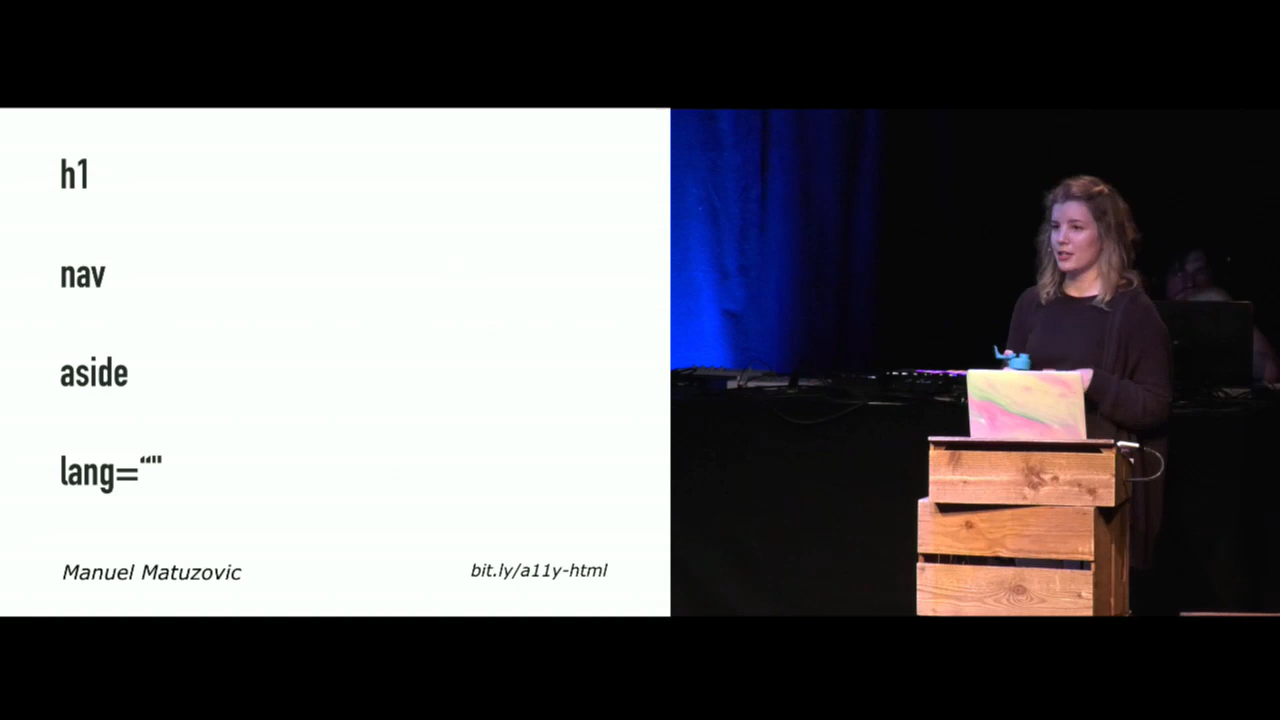 h1
nav
aside
lang=“"
Manuel Matuzovic
bit.ly/a11y-html